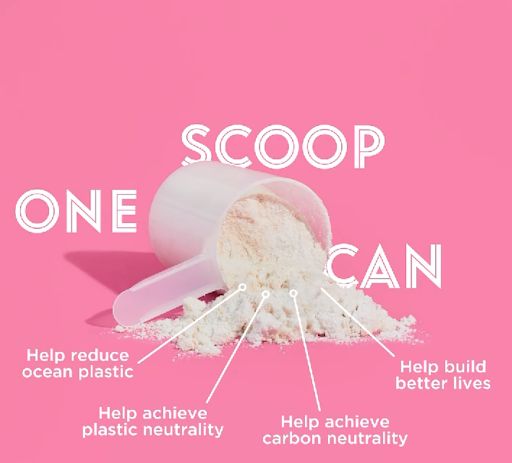 ONE
SCOOP
CAN
Help reduce
ocean plastic
Help achieve
plastic neutrality
Help achieve
carbon neutrality
Help build
better lives